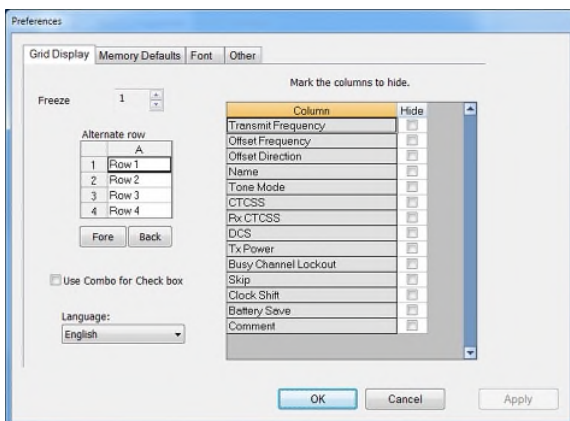 Preferences
Grid Display Memory Defaults Font Other
Mark the columns to hide.
Freeze 1
Alternate row
A
1 Row 1
2 Row 2
3 Row 3
4 Row 4
Fore Back
Use Combo for Check box
Language:
English
Column Hide
Transmit Frequency
Offset Frequency
Offset Direction
Name
Tone Mode
CTCSS
Rx CTCSS
DCS
Tx Power
Busy Channel Lockout
Skip
Clock Shift
Battery Save
Comment
OK Cancel Apply